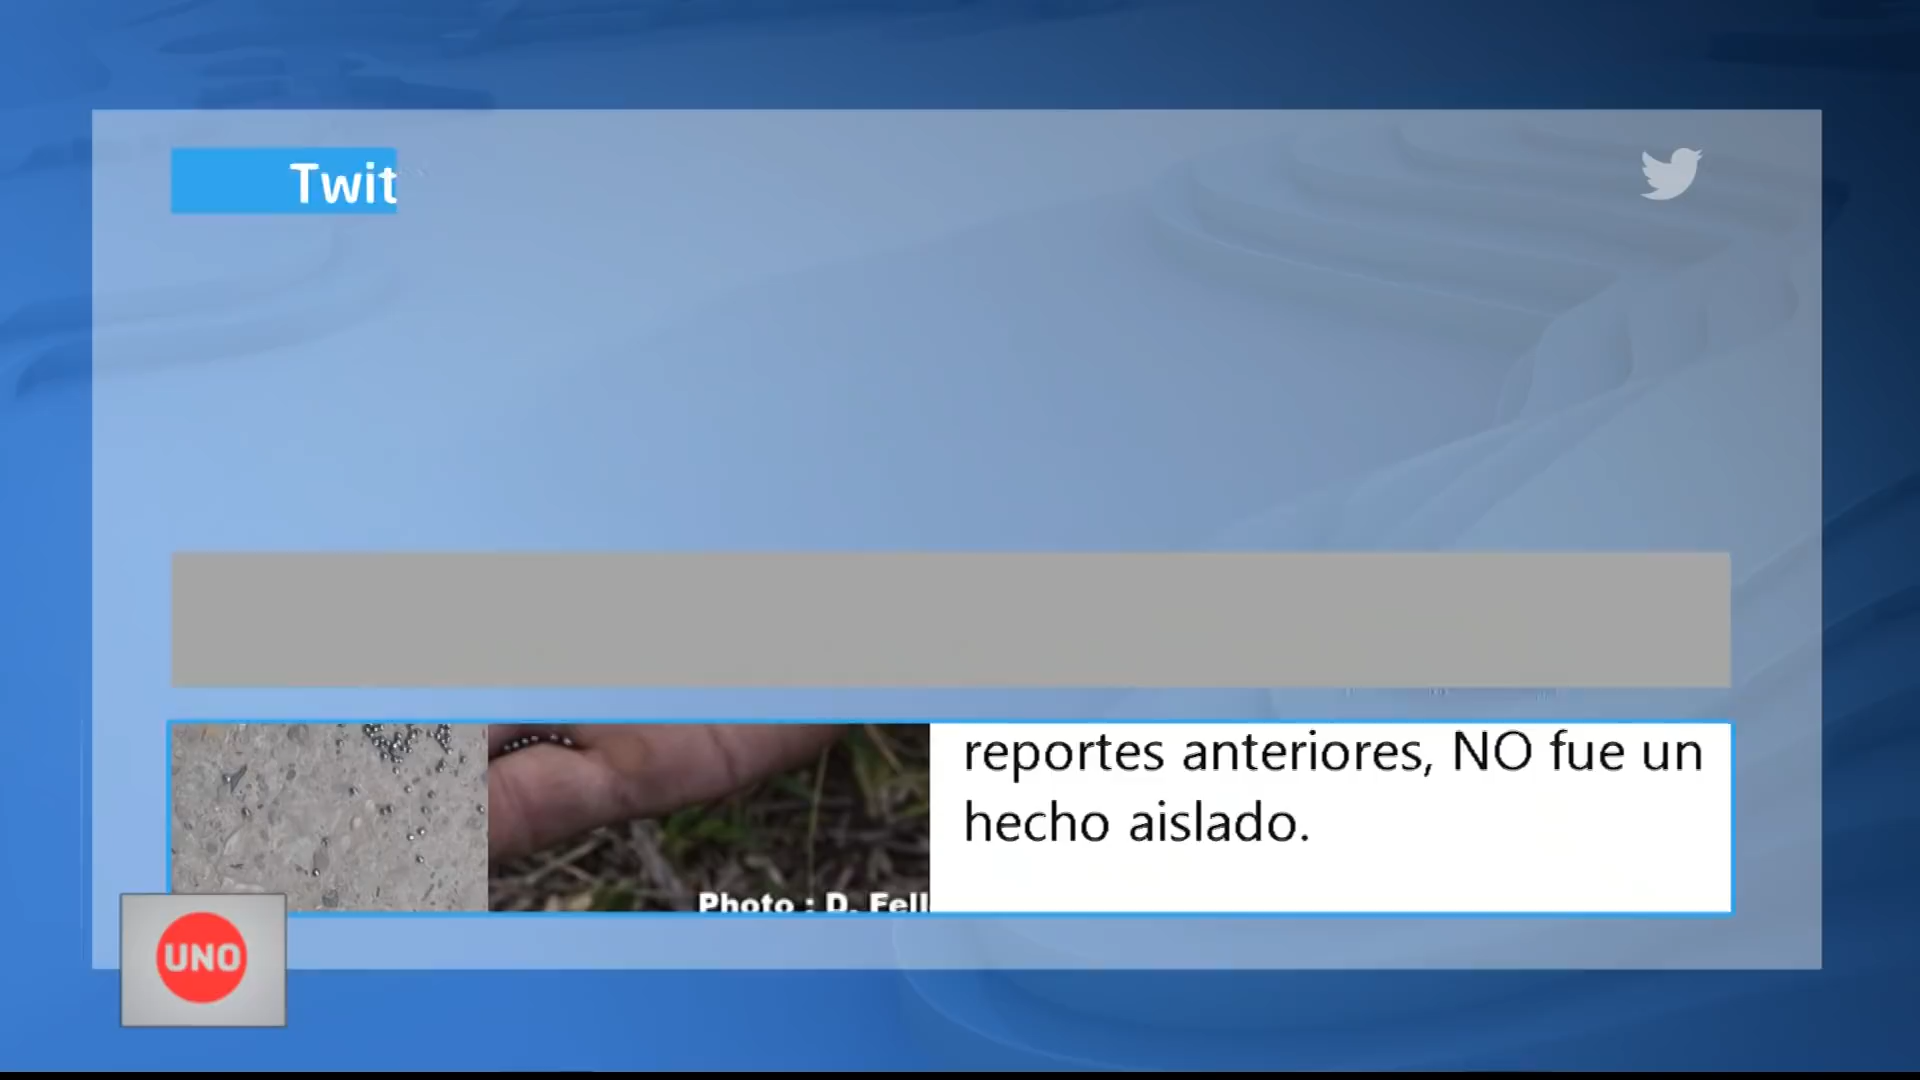 Twit
reportes anteriores, NO fue un
hecho aislado.
Photo : D. Fell
UNO